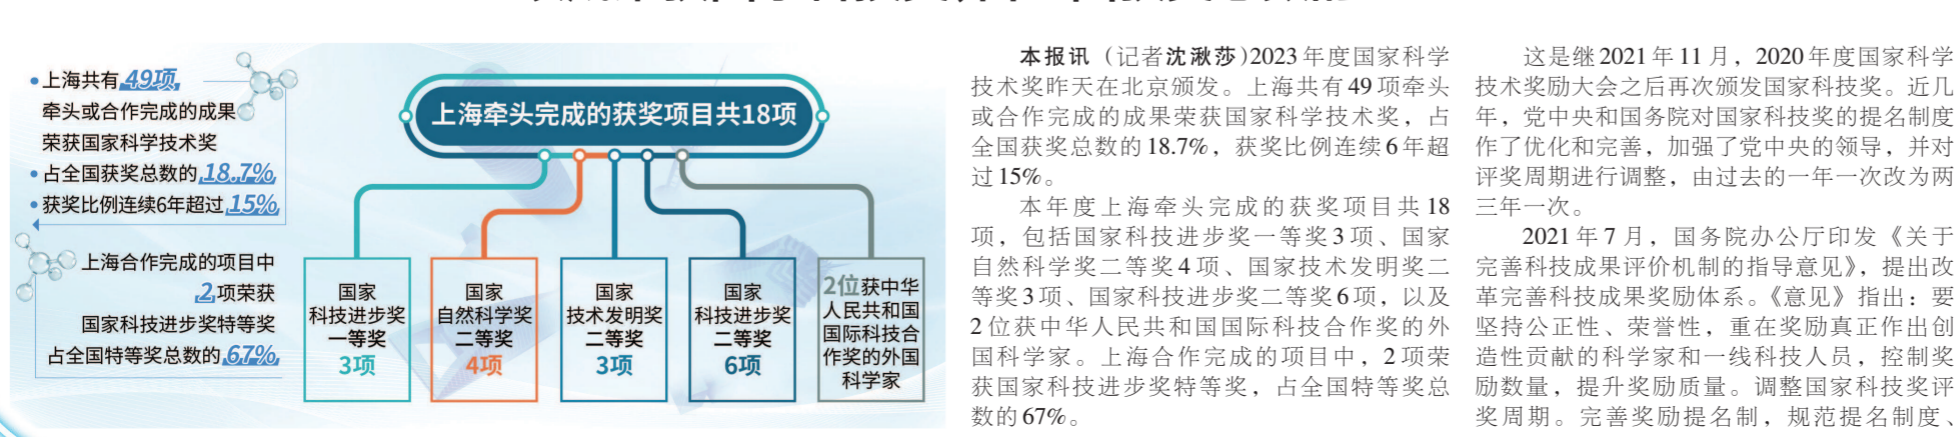 上海共有49项
牵头或合作完成的成果
荣获国家科学技术奖
占全国获奖总数的18.7%
获奖比例连续6年超过15%
上海合作完成的项目中
2项荣获
国家科技进步奖特等奖
占全国特等奖总数的67%
上海牵头完成的获奖项目共18项
国家
科技进步奖
一等奖
3项
国家
自然科学奖
二等奖
4项
国家
技术发明奖
二等奖
3项
国家
科技进步奖
二等奖
6项
2位获中华
人民共和国
国际科技合
作奖的外国
科学家
本报讯（记者沈湫莎）2023年度国家科学
技术奖昨天在北京颁发。上海共有49项牵头
或合作完成的成果荣获国家科学技术奖，占
全国获奖总数的18.7%，获奖比例连续6年超
过15%。
本年度上海牵头完成的获奖项目共18
项，包括国家科技进步奖一等奖3项、国家
自然科学奖二等奖4项、国家技术发明奖二
等奖3项、国家科技进步奖二等奖6项，以及
2位获中华人民共和国国际科技合作奖的外
国科学家。上海合作完成的项目中，2项荣
获国家科技进步奖特等奖，占全国特等奖总
数的67%。
这是继2021年11月，2020年度国家科学
技术奖励大会之后再次颁发国家科技奖。近几
年，党中央和国务院对国家科技奖的提名制度
作了优化和完善，加强了党中央的领导，并对
评奖周期进行调整，由过去的一年一次改为两
三年一次。
2021年7月，国务院办公厅印发《关于
完善科技成果评价机制的指导意见》，提出改
革完善科技成果奖励体系。《意见》指出：要
坚持公正性、荣誉性，重在奖励真正作出创
造性贡献的科学家和一线科技人员，控制奖
励数量，提升奖励质量。调整国家科技奖评
奖周期。完善奖励提名制，规范提名制度、